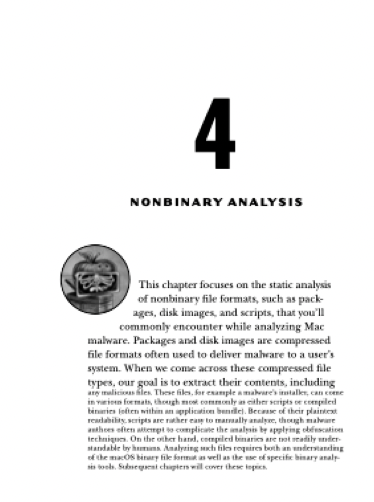 4
NONBINARY ANALYSIS
This chapter focuses on the static analysis
of nonbinary file formats, such as pack-
ages, disk images, and scripts, that you'll
commonly encounter while analyzing Mac
malware. Packages and disk images are compressed
file formats often used to deliver malware to a user's
system. When we come across these compressed file
types, our goal is to extract their contents, including
any malicious files. These files, for example a malware's installer, can come
in various formats, though most commonly as either scripts or compiled
binaries (often within an application bundle). Because of their plaintext
readability, scripts are rather easy to manually analyze, though malware
authors often attempt to complicate the analysis by applying obfuscation
techniques. On the other hand, compiled binaries are not readily under-
standable by humans. Analyzing such files requires both an understanding
of the macOS binary file format as well as the use of specific binary analy-
sis tools. Subsequent chapters will cover these topics.